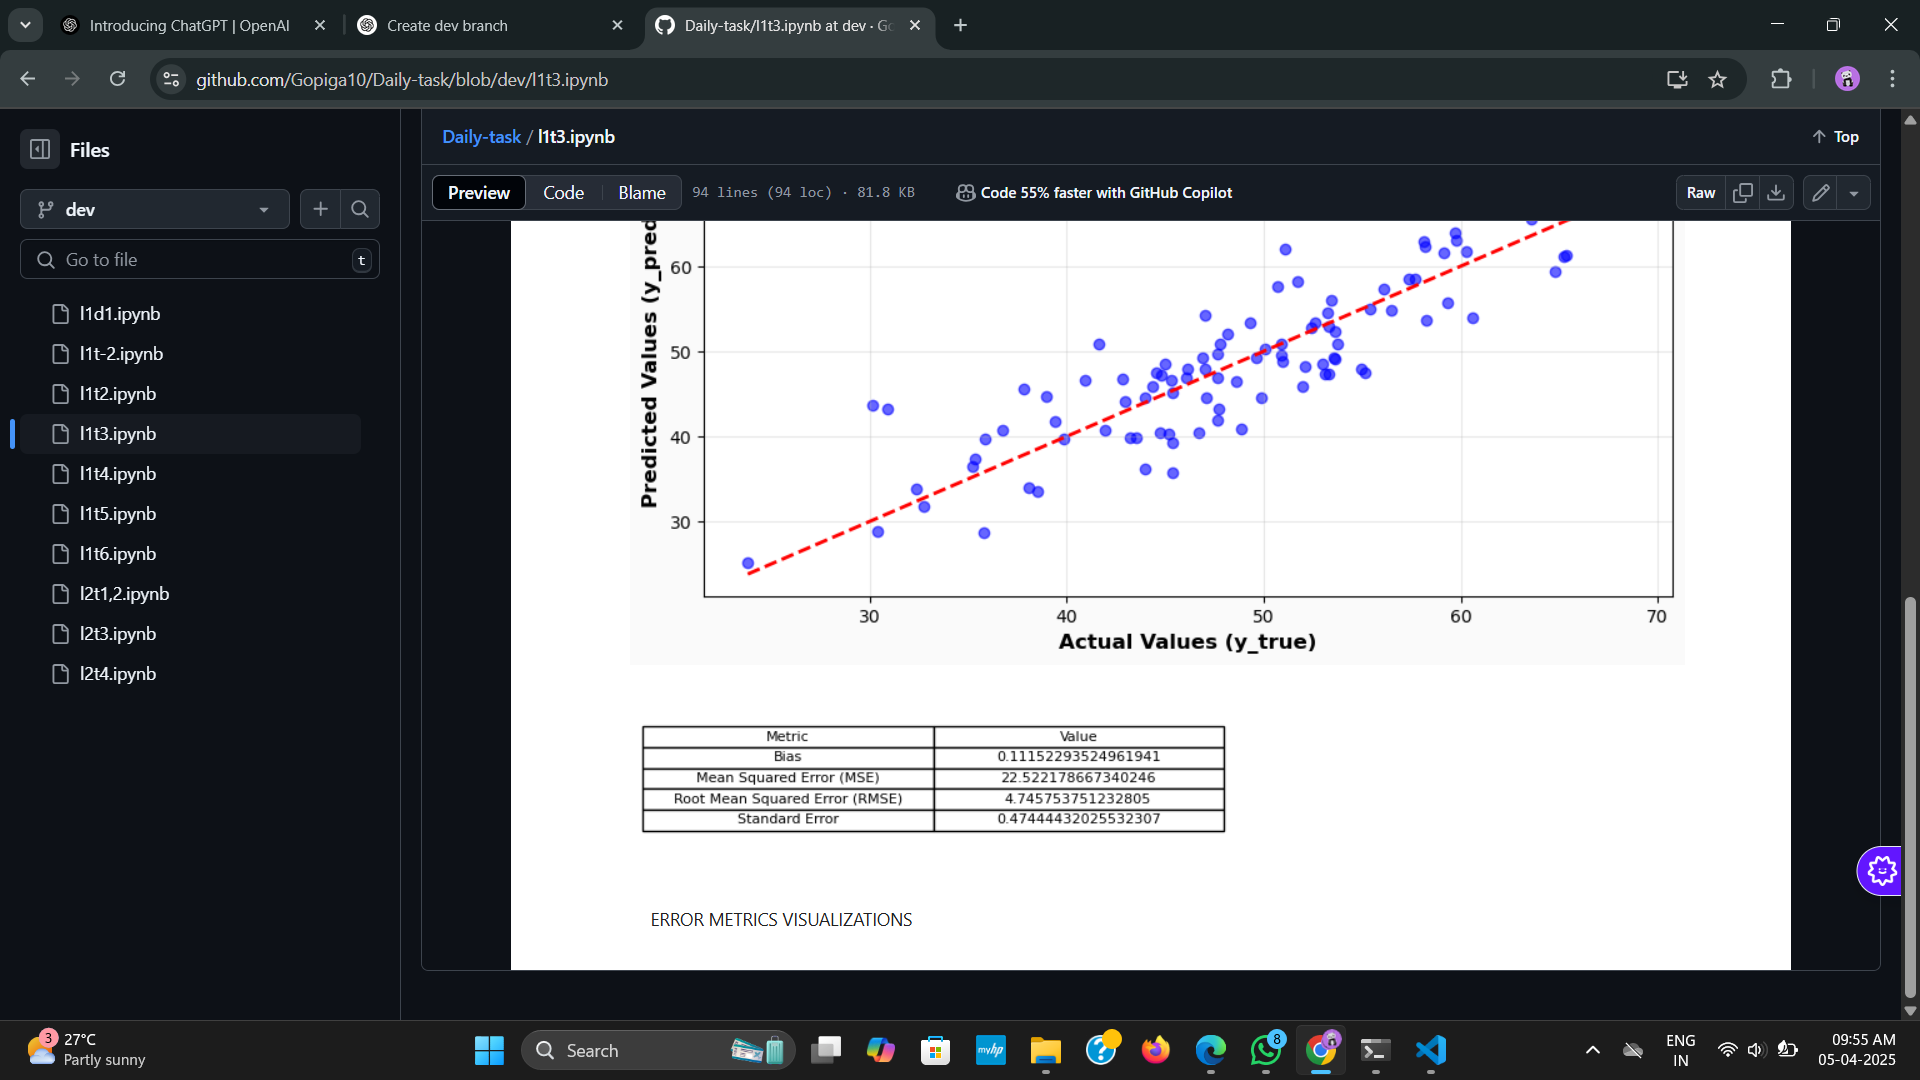 Introducing ChatGPT | OpenAI
Create dev branch
Daily-task/l1t3.ipynb at dev · Go
github.com/Gopiga10/Daily-task/blob/dev/l1t3.ipynb
Files
dev
Go to file
t
l1d1.ipynb
l1t-2.ipynb
l1t2.ipynb
l1t3.ipynb
l1t4.ipynb
l1t5.ipynb
l1t6.ipynb
l2t1,2.ipynb
l2t3.ipynb
l2t4.ipynb
Daily-task / l1t3.ipynb
Top
Preview Code Blame 94 lines (94 loc) · 81.8 KB Code 55% faster with GitHub Copilot Raw
Predicted Values (y_pred
60
50
40
30
30 40 50 60 70
Actual Values (y_true)
Metric Value
Bias 0.11152293524961941
Mean Squared Error (MSE) 22.522178667340246
Root Mean Squared Error (RMSE) 4.745753751232805
Standard Error 0.47444432025532307
ERROR METRICS VISUALIZATIONS
3
27°C
Partly sunny
Search
myhp
8
ENG
IN
09:55 AM
05-04-2025